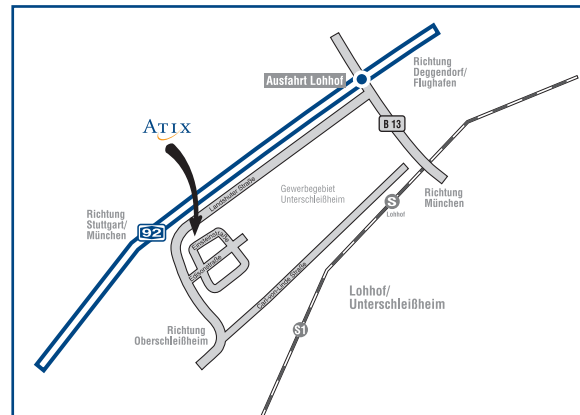 Richtung
Deggendorf/
Flughafen
Ausfahrt Lohhof
B 13
ATIX
Landshuter Straße
Gewerbegebiet
Unterschleißheim
Richtung
München
S
Lohhof
Richtung
Stuttgart/
München
92
Einsteinstraße
Edisonstraße
Carl-von-Linde Straße
Lohhof/
Unterschleißheim
Richtung
Oberschleißheim
S1